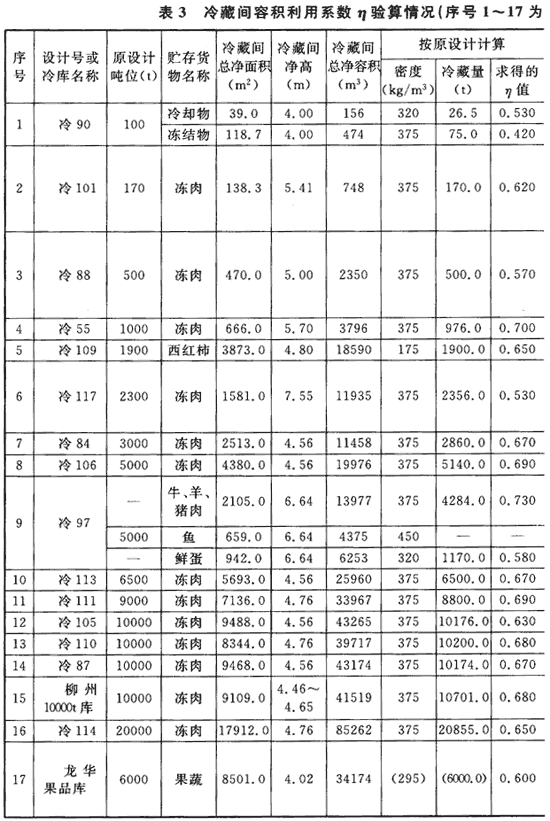 表 3 冷藏间容积利用系数 η 验算情况(序号 1～17 为
序号 设计号或冷库名称 原设计吨位(t) 贮存货物名称 冷藏间总净面积(m²) 冷藏间净高(m) 冷藏间总净容积(m³) 按原设计计算
密度(kg/m³) 冷藏量(t) 求得的η 值
1 冷 90 100 冷却物 39.0 4.00 156 320 26.5 0.530
冻结物 118.7 4.00 474 375 75.0 0.420
2 冷 101 170 冻肉 138.3 5.41 748 375 170.0 0.620
3 冷 88 500 冻肉 470.0 5.00 2350 375 500.0 0.570
4 冷 55 1000 冻肉 666.0 5.70 3796 375 976.0 0.700
5 冷 109 1900 西红柿 3873.0 4.80 18590 175 1900.0 0.650
6 冷 117 2300 冻肉 1581.0 7.55 11935 375 2356.0 0.530
7 冷 84 3000 冻肉 2513.0 4.56 11458 375 2860.0 0.670
8 冷 106 5000 冻肉 4380.0 4.56 19976 375 5140.0 0.690
9 冷 97 — 牛、羊、猪肉 2105.0 6.64 13977 375 4284.0 0.730
5000 鱼 659.0 6.64 4375 450 — —
— 鲜蛋 942.0 6.64 6253 320 1170.0 0.580
10 冷 113 6500 冻肉 5693.0 4.56 25960 375 6500.0 0.670
11 冷 111 9000 冻肉 7136.0 4.76 33967 375 8800.0 0.690
12 冷 105 10000 冻肉 9488.0 4.56 43265 375 10176.0 0.630
13 冷 110 10000 冻肉 8344.0 4.76 39717 375 10200.0 0.680
14 冷 87 10000 冻肉 9468.0 4.56 43174 375 10174.0 0.670
15 柳州10000t 库 10000 冻肉 9109.0 4.46～4.65 41519 375 10701.0 0.680
16 冷 114 20000 冻肉 17912.0 4.76 85262 375 20855.0 0.650
17 龙华果品库 6000 果蔬 8501.0 4.02 34174 (295) (6000.0) 0.600